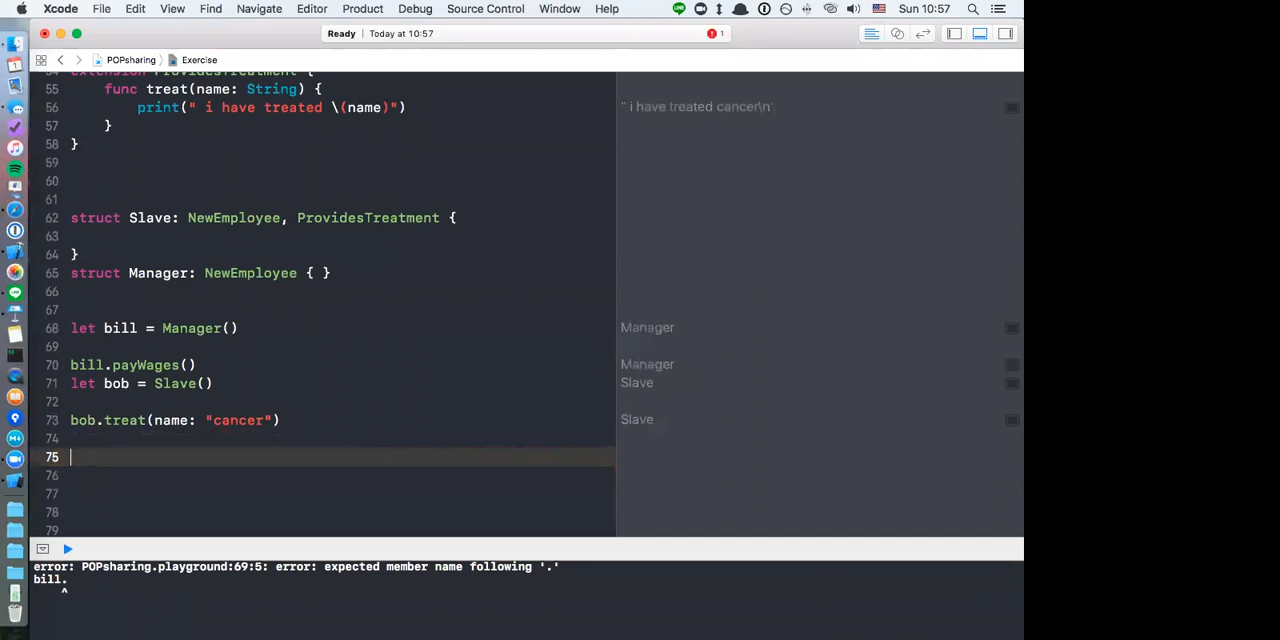 Xcode File Edit View Find Navigate Editor Product Debug Source Control Window Help Sun 10:57
Ready | Today at 10:57 1
POPsharing Exercise
54 extension ProvidesTreatment {
55 func treat(name: String) {
56 print(" i have treated \(name)") " i have treated cancer\n"
57 }
58 }
59
60
61
62 struct Slave: NewEmployee, ProvidesTreatment {
63
64 }
65 struct Manager: NewEmployee { }
66
67
68 let bill = Manager() Manager
69
70 bill.payWages() Manager
71 let bob = Slave() Slave
72
73 bob.treat(name: "cancer") Slave
74
75
76
77
78
79
error: POPsharing.playground:69:5: error: expected member name following '.'
bill.
^